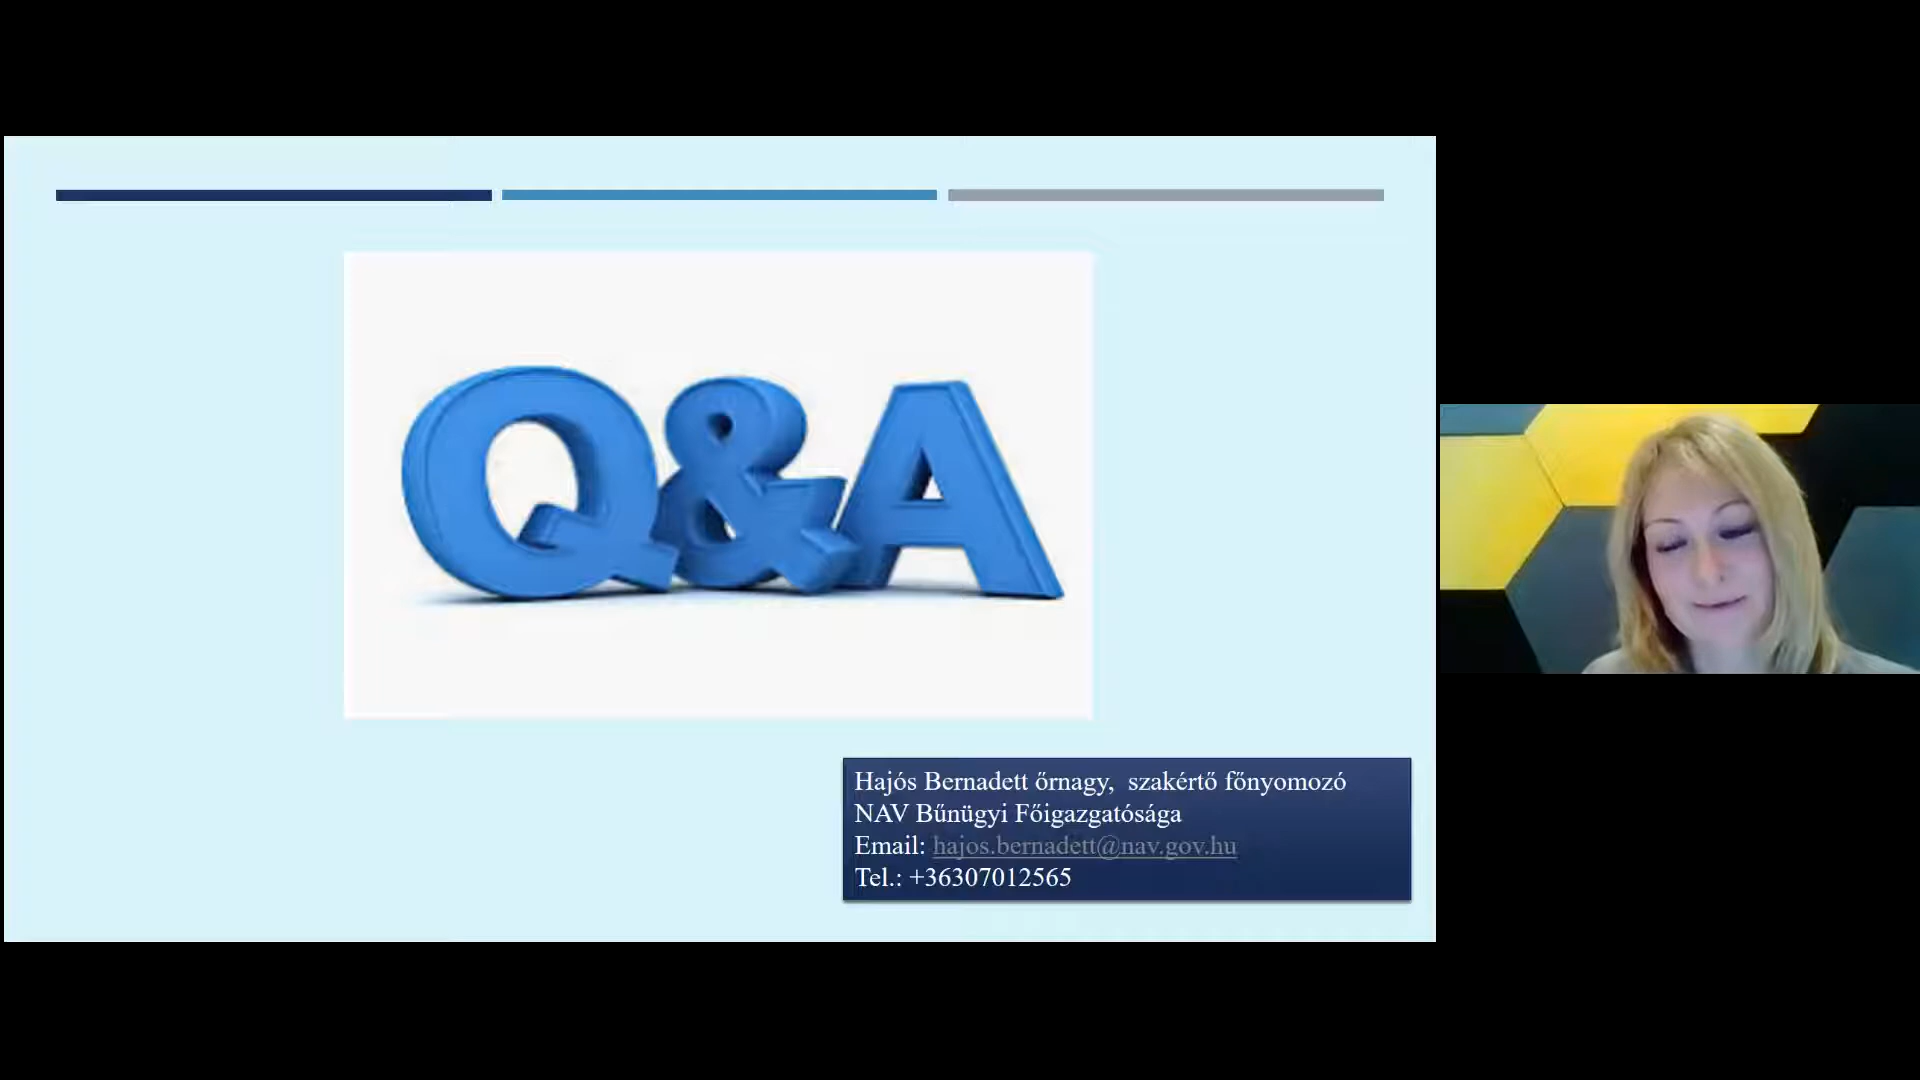 Q&A
Hajós Bernadett őrnagy, szakértő főnyomozó
NAV Bűnügyi Főigazgatósága
Email: hajos.bernadett@nav.gov.hu
Tel.: +36307012565